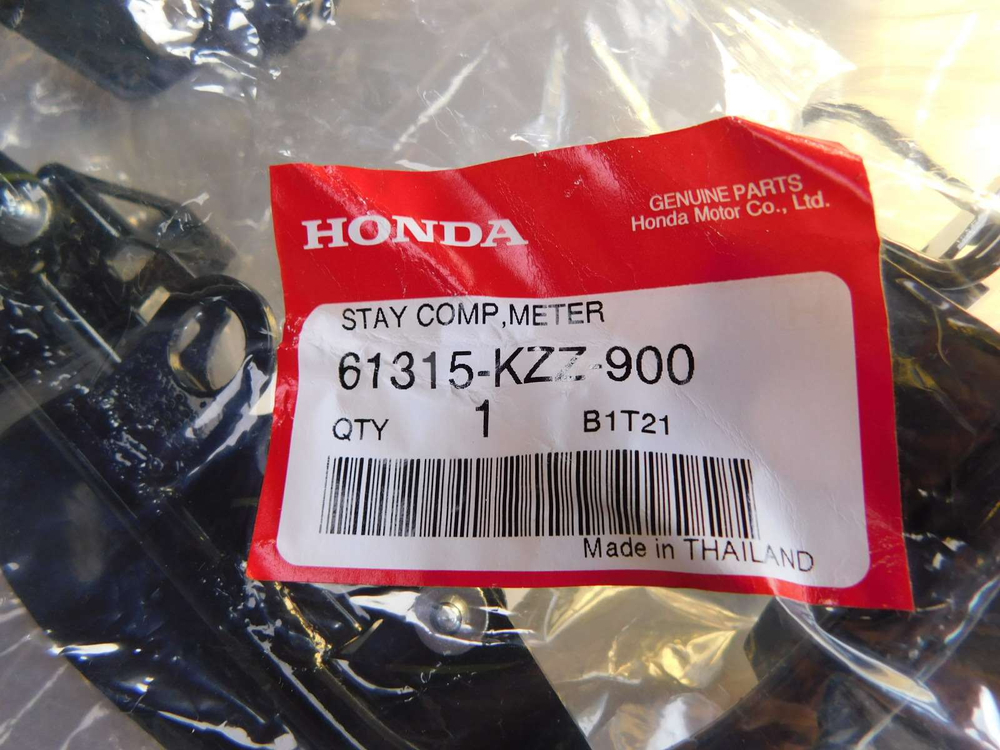 HONDA
GENUINE PARTS
Honda Motor Co., Ltd.
STAY COMP,METER
61315-KZZ-900
QTY 1 B1T21
Made in THAILAND